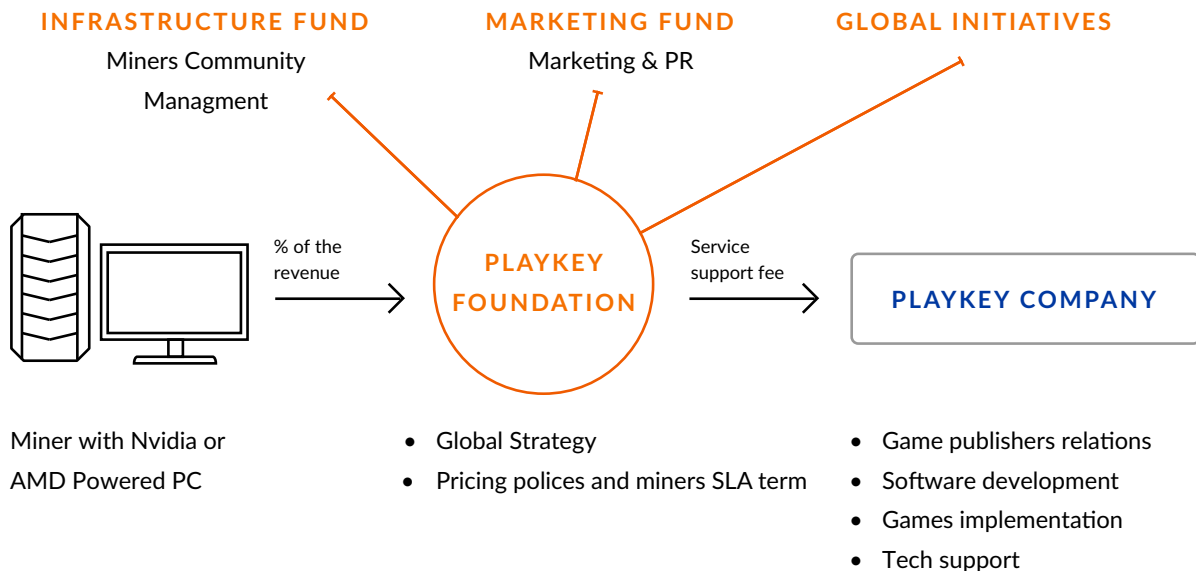 INFRASTRUCTURE FUND
Miners Community
Managment
MARKETING FUND
Marketing & PR
GLOBAL INITIATIVES
% of the
revenue
PLAYKEY
FOUNDATION
Service
support fee
PLAYKEY COMPANY
Miner with Nvidia or
AMD Powered PC
• Global Strategy
• Pricing polices and miners SLA term
• Game publishers relations
• Software development
• Games implementation
• Tech support